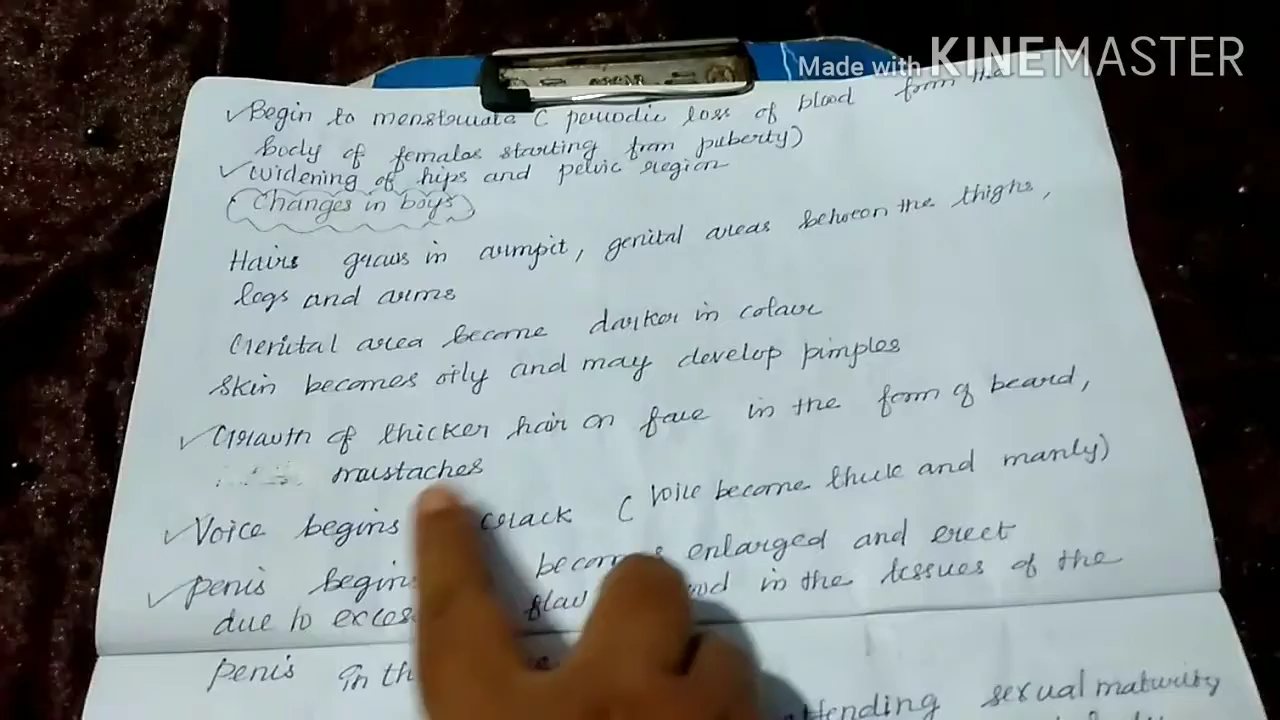 Made with KINEMASTER
✓Begin to menstruate ( periodic loss of blood from the
body of females starting from puberty)
✓Widening of hips and pelvic region
Changes in boys
Hairs grows in armpit, genital areas between the thighs,
legs and arms
Genital area become darker in colour
Skin becomes oily and may develop pimples
✓Growth of thicker hair on face in the form of beard,
mustaches
✓Voice begins crack ( Voice become thick and manly)
✓Penis begins become enlarged and erect
due to excess flow in the tissues of the
penis in
sexual maturity